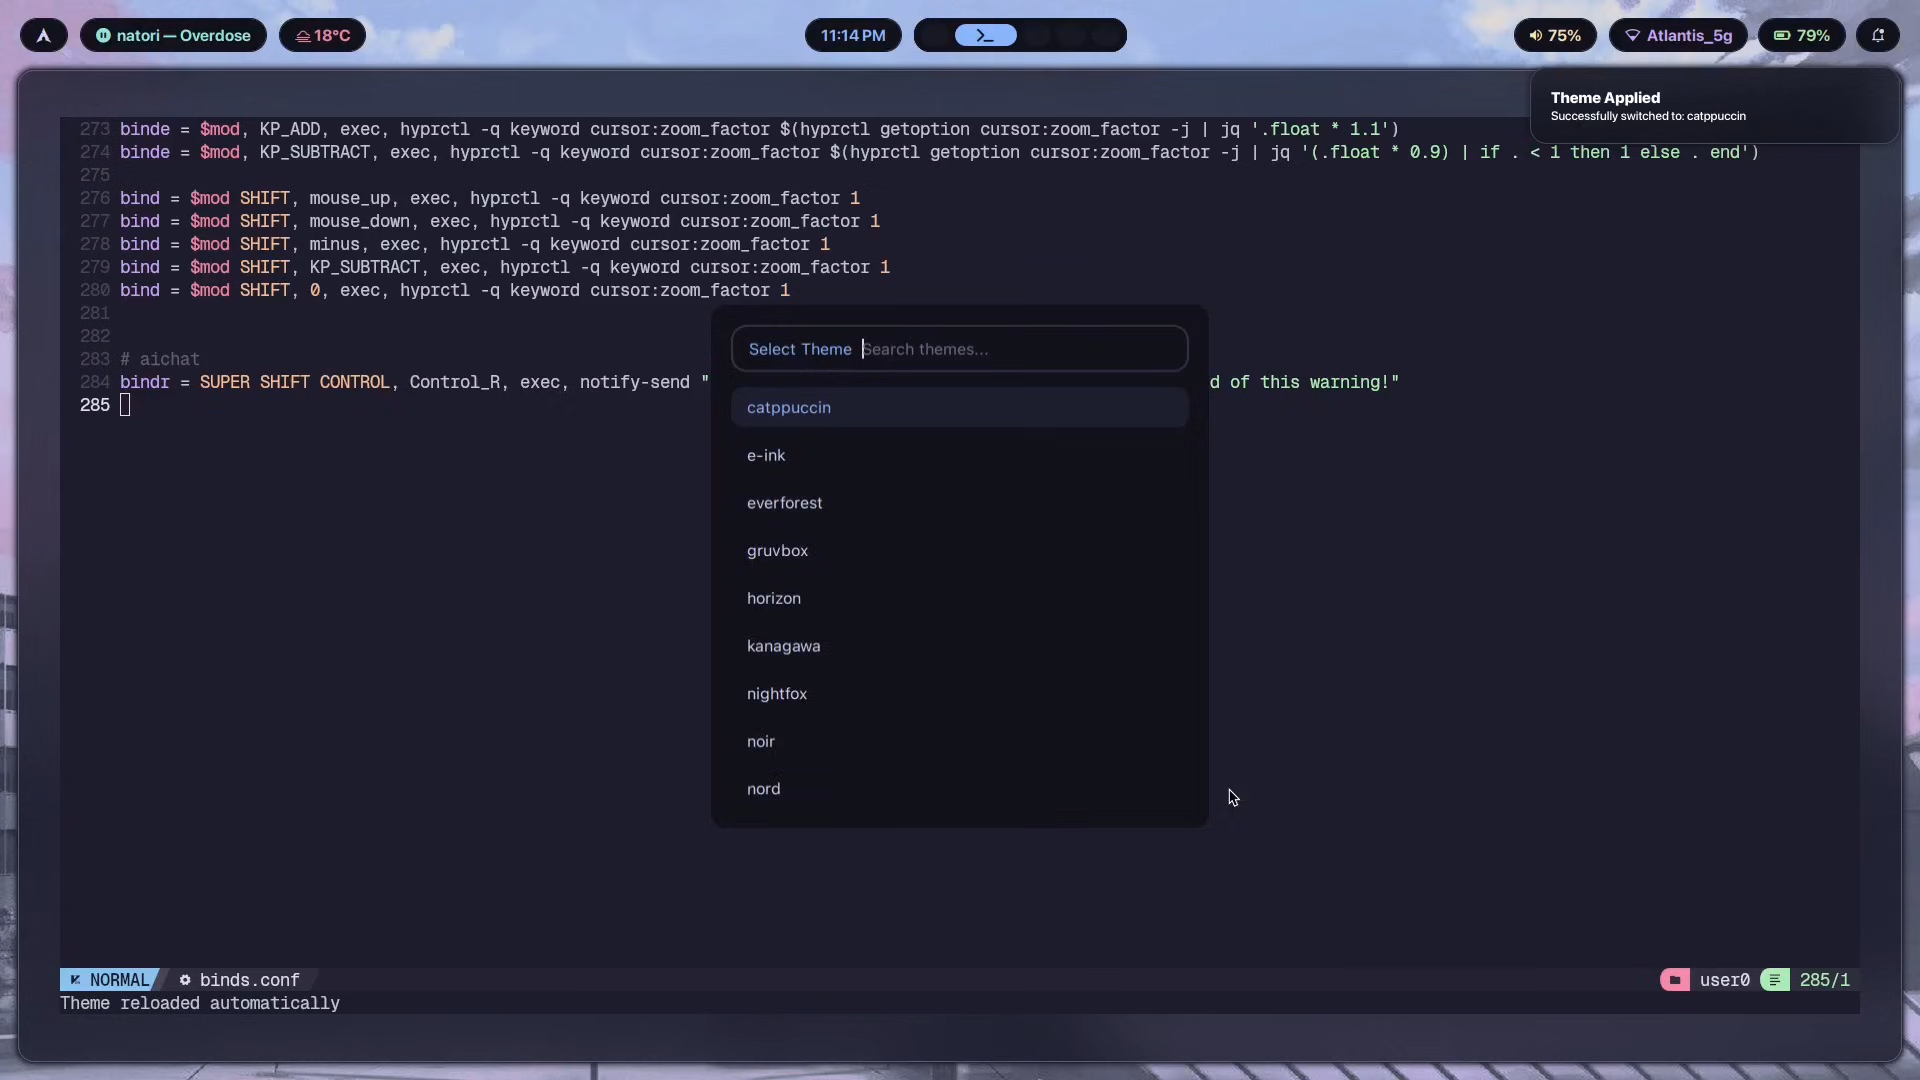 natori — Overdose
18°C
11:14 PM
75%
Atlantis_5g
79%
Theme Applied
Successfully switched to: catppuccin
273 binde = $mod, KP_ADD, exec, hyprctl -q keyword cursor:zoom_factor $(hyprctl getoption cursor:zoom_factor -j | jq '.float * 1.1')
274 binde = $mod, KP_SUBTRACT, exec, hyprctl -q keyword cursor:zoom_factor $(hyprctl getoption cursor:zoom_factor -j | jq '(.float * 0.9) | if . < 1 then 1 else . end')
275
276 bind = $mod SHIFT, mouse_up, exec, hyprctl -q keyword cursor:zoom_factor 1
277 bind = $mod SHIFT, mouse_down, exec, hyprctl -q keyword cursor:zoom_factor 1
278 bind = $mod SHIFT, minus, exec, hyprctl -q keyword cursor:zoom_factor 1
279 bind = $mod SHIFT, KP_SUBTRACT, exec, hyprctl -q keyword cursor:zoom_factor 1
280 bind = $mod SHIFT, 0, exec, hyprctl -q keyword cursor:zoom_factor 1
281
282
283 # aichat
284 bindr = SUPER SHIFT CONTROL, Control_R, exec, notify-send " d of this warning!"
285
Select Theme Search themes...
catppuccin
e-ink
everforest
gruvbox
horizon
kanagawa
nightfox
noir
nord
NORMAL binds.conf user0 285/1
Theme reloaded automatically